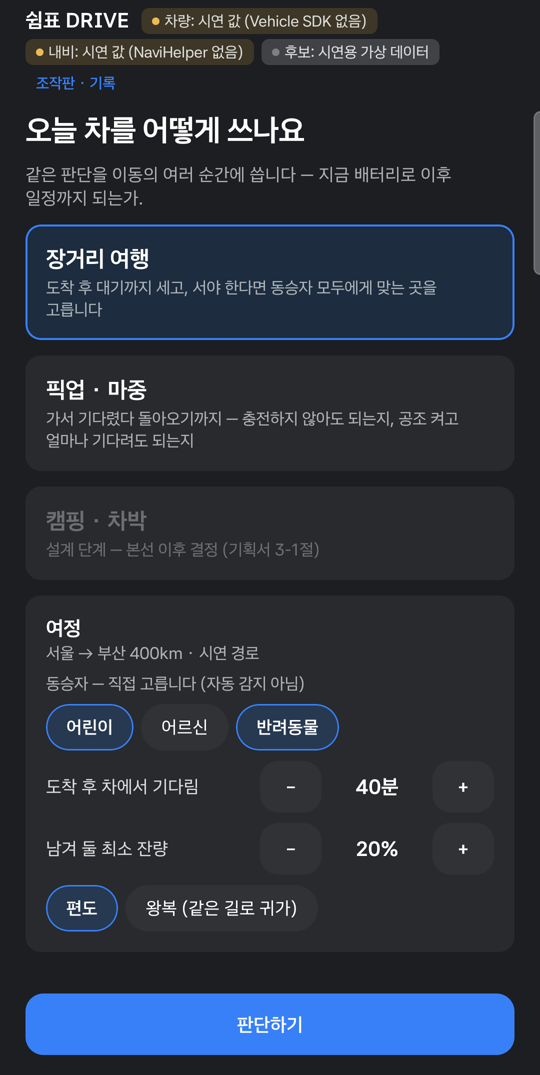 쉼표 DRIVE
차량: 시연 값 (Vehicle SDK 없음)
내비: 시연 값 (NaviHelper 없음)
후보: 시연용 가상 데이터
조작판 · 기록
오늘 차를 어떻게 쓰나요
같은 판단을 이동의 여러 순간에 씁니다 — 지금 배터리로 이후
일정까지 되는가.
장거리 여행
도착 후 대기까지 세고, 서야 한다면 동승자 모두에게 맞는 곳을
고릅니다
픽업 · 마중
가서 기다렸다 돌아오기까지 — 충전하지 않아도 되는지, 공조 켜고
얼마나 기다려도 되는지
캠핑 · 차박
설계 단계 — 본선 이후 결정 (기획서 3-1절)
여정
서울 → 부산 400km · 시연 경로
동승자 — 직접 고릅니다 (자동 감지 아님)
어린이
어르신
반려동물
도착 후 차에서 기다림
−
40분
+
남겨 둘 최소 잔량
−
20%
+
편도
왕복 (같은 길로 귀가)
판단하기